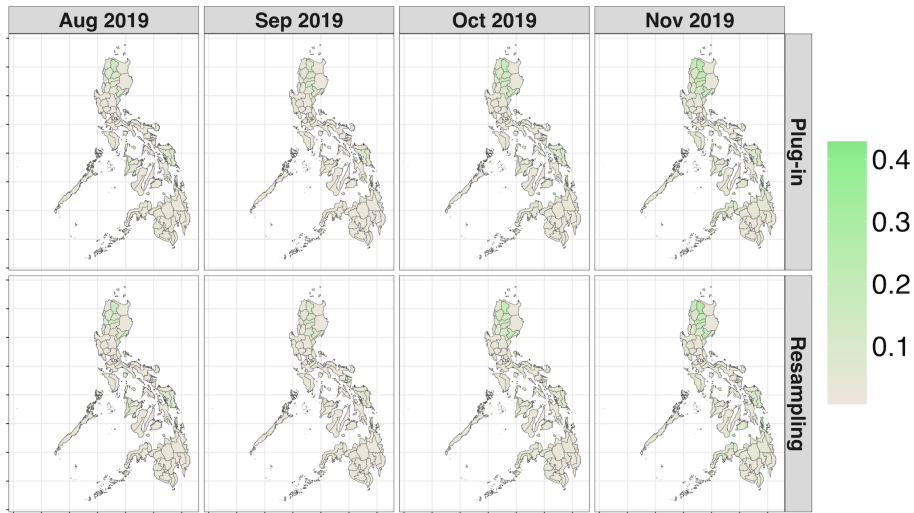 Aug 2019
Sep 2019
Oct 2019
Nov 2019
Plug-in
Resampling
0.4
0.3
0.2
0.1